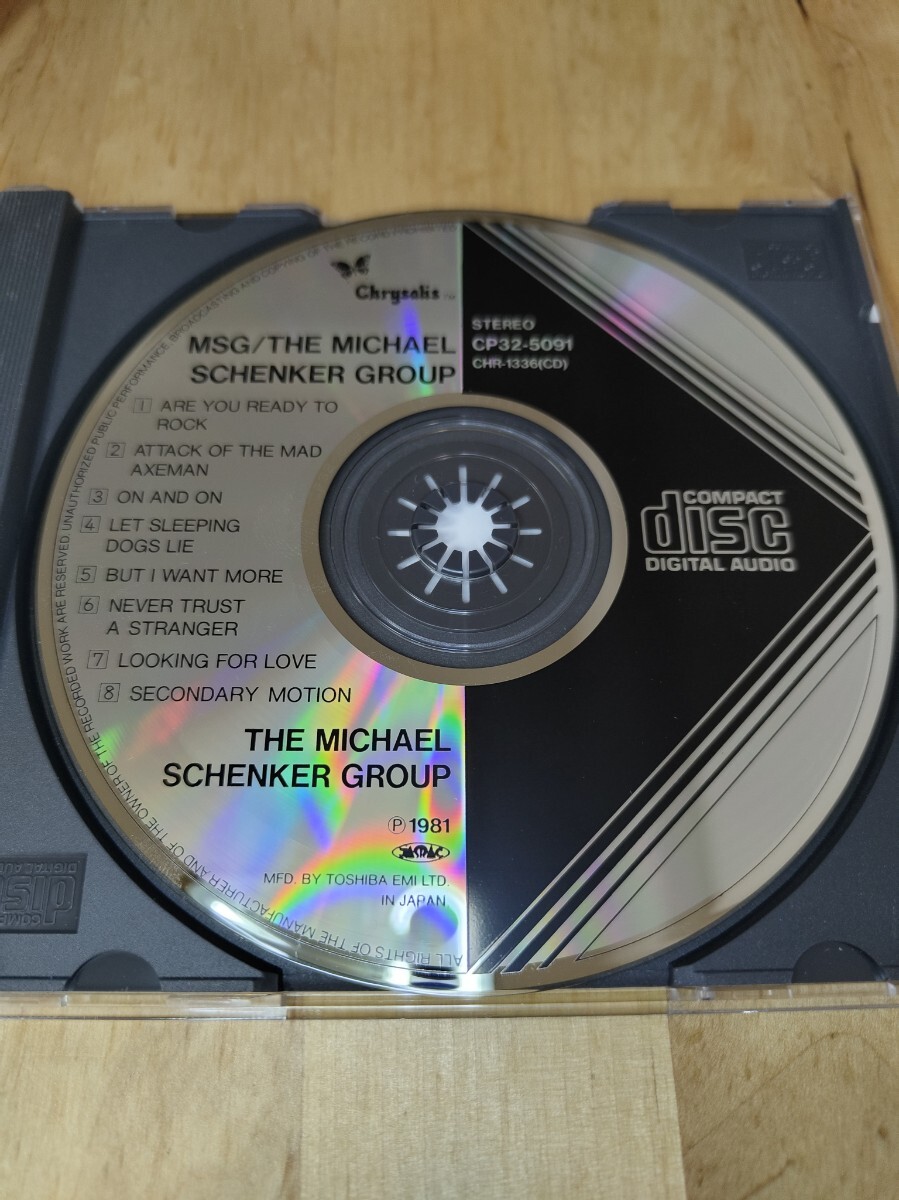 Chrysalis TM
MSG/THE MICHAEL
SCHENKER GROUP
1 ARE YOU READY TO
ROCK
2 ATTACK OF THE MAD
AXEMAN
3 ON AND ON
4 LET SLEEPING
DOGS LIE
5 BUT I WANT MORE
6 NEVER TRUST
A STRANGER
7 LOOKING FOR LOVE
8 SECONDARY MOTION
THE MICHAEL
SCHENKER GROUP
Ⓟ 1981
JASRAC
MFD. BY TOSHIBA EMI LTD.
IN JAPAN
STEREO
CP32-5091
CHR-1336(CD)
COMPACT
disc
DIGITAL AUDIO
ALL RIGHTS OF THE MANUFACTURER AND OF THE OWNER OF THE RECORDED WORK ARE RESERVED. UNAUTHORIZED PUBLIC PERFORMANCE, BROADCASTING AND COPYING OF THE RECORD PROHIBITED
disc